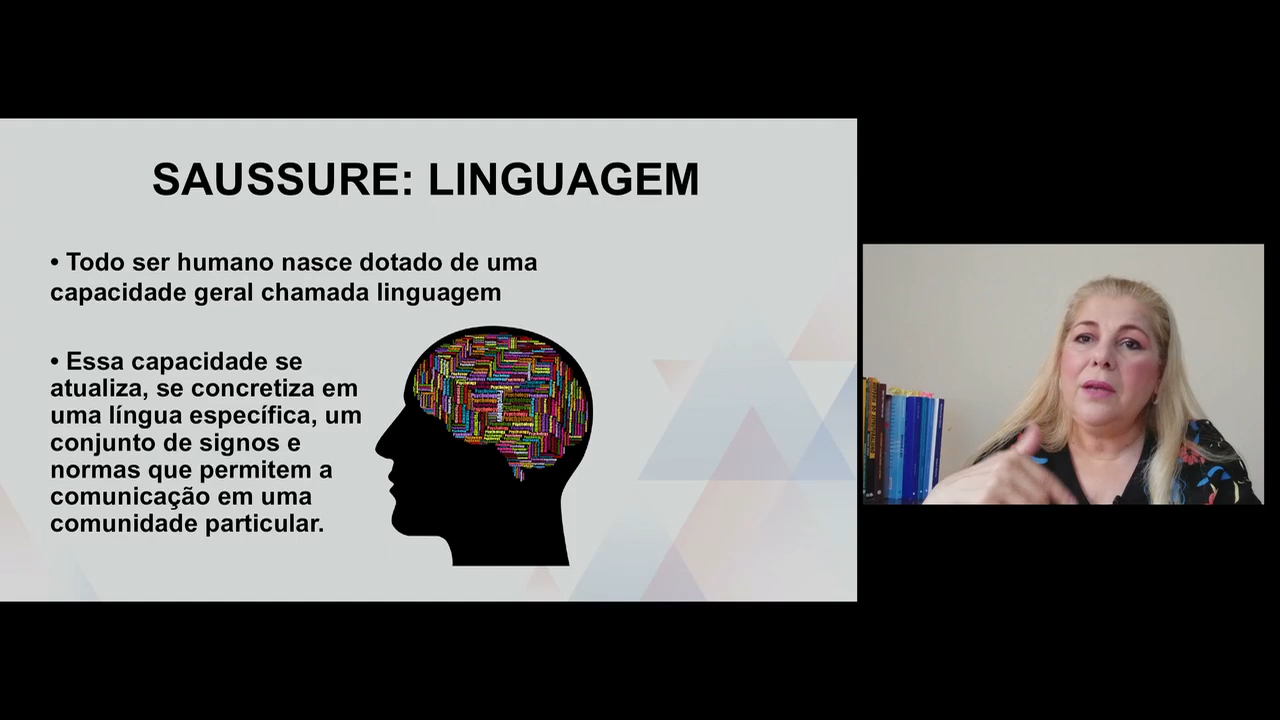 SAUSSURE: LINGUAGEM
• Todo ser humano nasce dotado de uma
capacidade geral chamada linguagem
• Essa capacidade se
atualiza, se concretiza em
uma língua específica, um
conjunto de signos e
normas que permitem a
comunicação em uma
comunidade particular.
Psychology